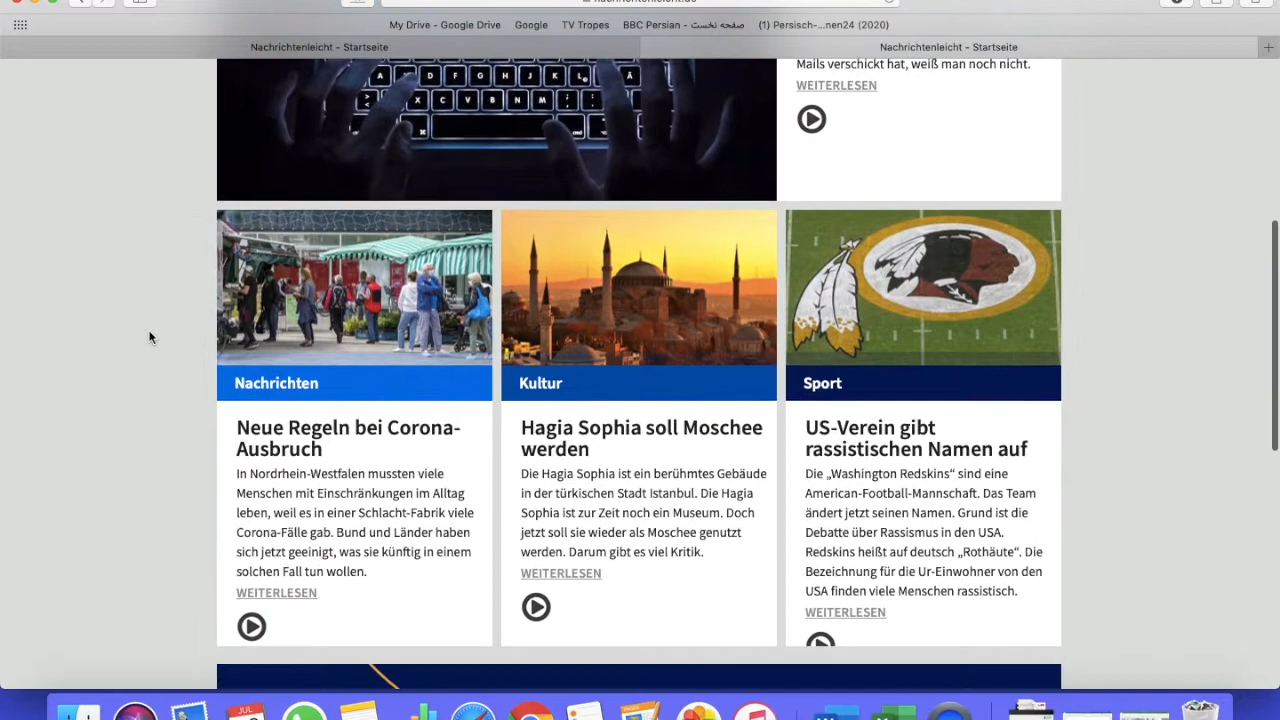 My Drive - Google Drive
Google
TV Tropes
BBC Persian - صفحه نخست
(1) Persisch-...nen24 (2020)
Nachrichtenleicht – Startseite
Nachrichtenleicht – Startseite
Mails verschickt hat, weiß man noch nicht.
WEITERLESEN
Nachrichten
Neue Regeln bei Corona-
Ausbruch
In Nordrhein-Westfalen mussten viele
Menschen mit Einschränkungen im Alltag
leben, weil es in einer Schlacht-Fabrik viele
Corona-Fälle gab. Bund und Länder haben
sich jetzt geeinigt, was sie künftig in einem
solchen Fall tun wollen.
WEITERLESEN
Kultur
Hagia Sophia soll Moschee
werden
Die Hagia Sophia ist ein berühmtes Gebäude
in der türkischen Stadt Istanbul. Die Hagia
Sophia ist zur Zeit noch ein Museum. Doch
jetzt soll sie wieder als Moschee genutzt
werden. Darum gibt es viel Kritik.
WEITERLESEN
Sport
US-Verein gibt
rassistischen Namen auf
Die „Washington Redskins“ sind eine
American-Football-Mannschaft. Das Team
ändert jetzt seinen Namen. Grund ist die
Debatte über Rassismus in den USA.
Redskins heißt auf deutsch „Rothäute“. Die
Bezeichnung für die Ur-Einwohner von den
USA finden viele Menschen rassistisch.
WEITERLESEN
JUL